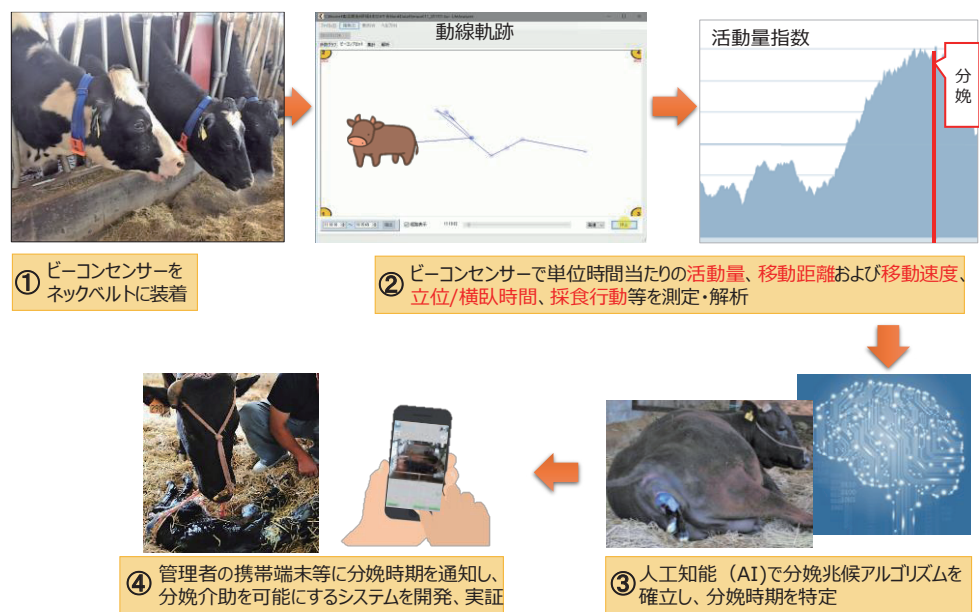 動線軌跡
活動量指数
分
娩
① ビーコンセンサーを
ネックベルトに装着
② ビーコンセンサーで単位時間当たりの活動量、移動距離および移動速度、
立位/横臥時間、採食行動等を測定・解析
③ 人工知能（AI)で分娩兆候アルゴリズムを
確立し、分娩時期を特定
④ 管理者の携帯端末等に分娩時期を通知し、
分娩介助を可能にするシステムを開発、実証